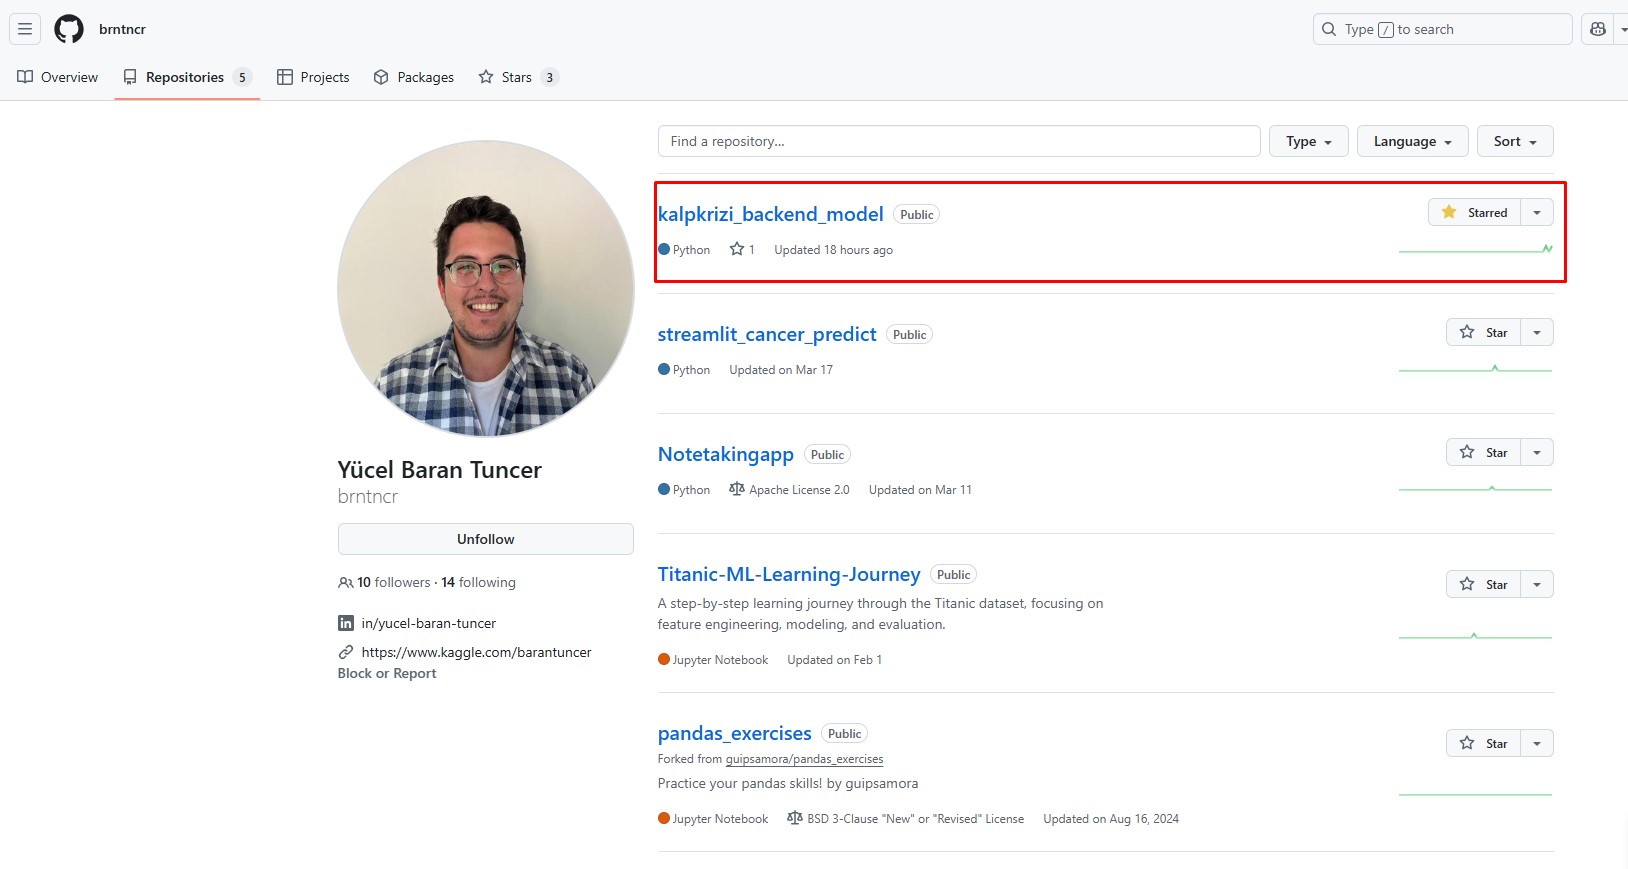 brntncr
Type / to search
Overview
Repositories 5
Projects
Packages
Stars 3
Find a repository...
Type
Language
Sort
kalpkrizi_backend_model Public
Starred
Python 1 Updated 18 hours ago
streamlit_cancer_predict Public
Star
Python Updated on Mar 17
Notetakingapp Public
Star
Python Apache License 2.0 Updated on Mar 11
Titanic-ML-Learning-Journey Public
Star
A step-by-step learning journey through the Titanic dataset, focusing on
feature engineering, modeling, and evaluation.
Jupyter Notebook Updated on Feb 1
pandas_exercises Public
Star
Forked from guipsamora/pandas_exercises
Practice your pandas skills! by guipsamora
Jupyter Notebook BSD 3-Clause "New" or "Revised" License Updated on Aug 16, 2024
Yücel Baran Tuncer
brntncr
Unfollow
10 followers · 14 following
in/yucel-baran-tuncer
https://www.kaggle.com/barantuncer
Block or Report